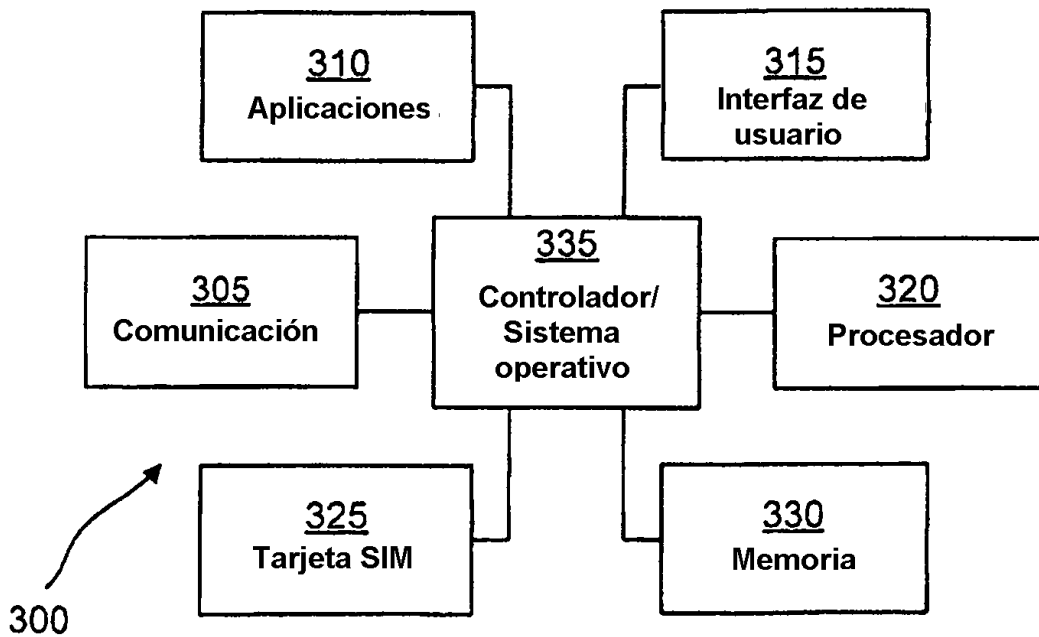 310
Aplicaciones
315
Interfaz de
usuario
305
Comunicación
335
Controlador/
Sistema
operativo
320
Procesador
325
Tarjeta SIM
330
Memoria
300